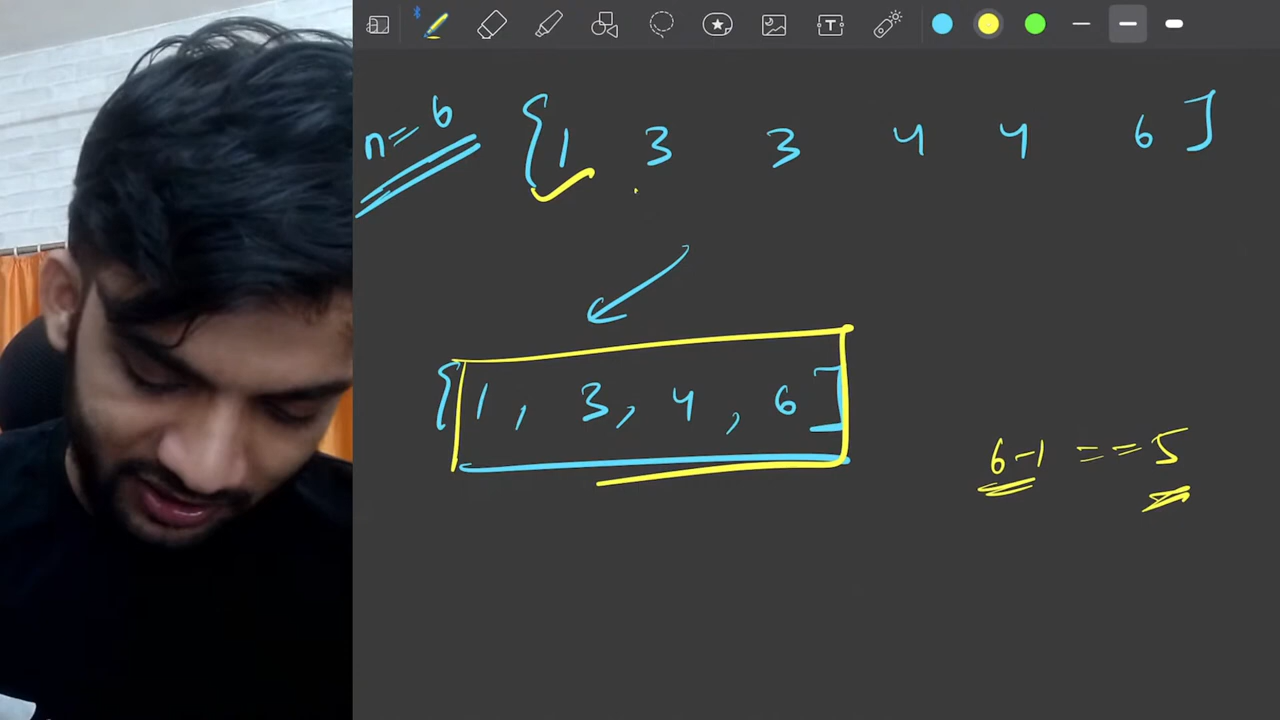 n=6 {1 3 3 4 4 6]
{1, 3, 4, 6]
6-1 == 5